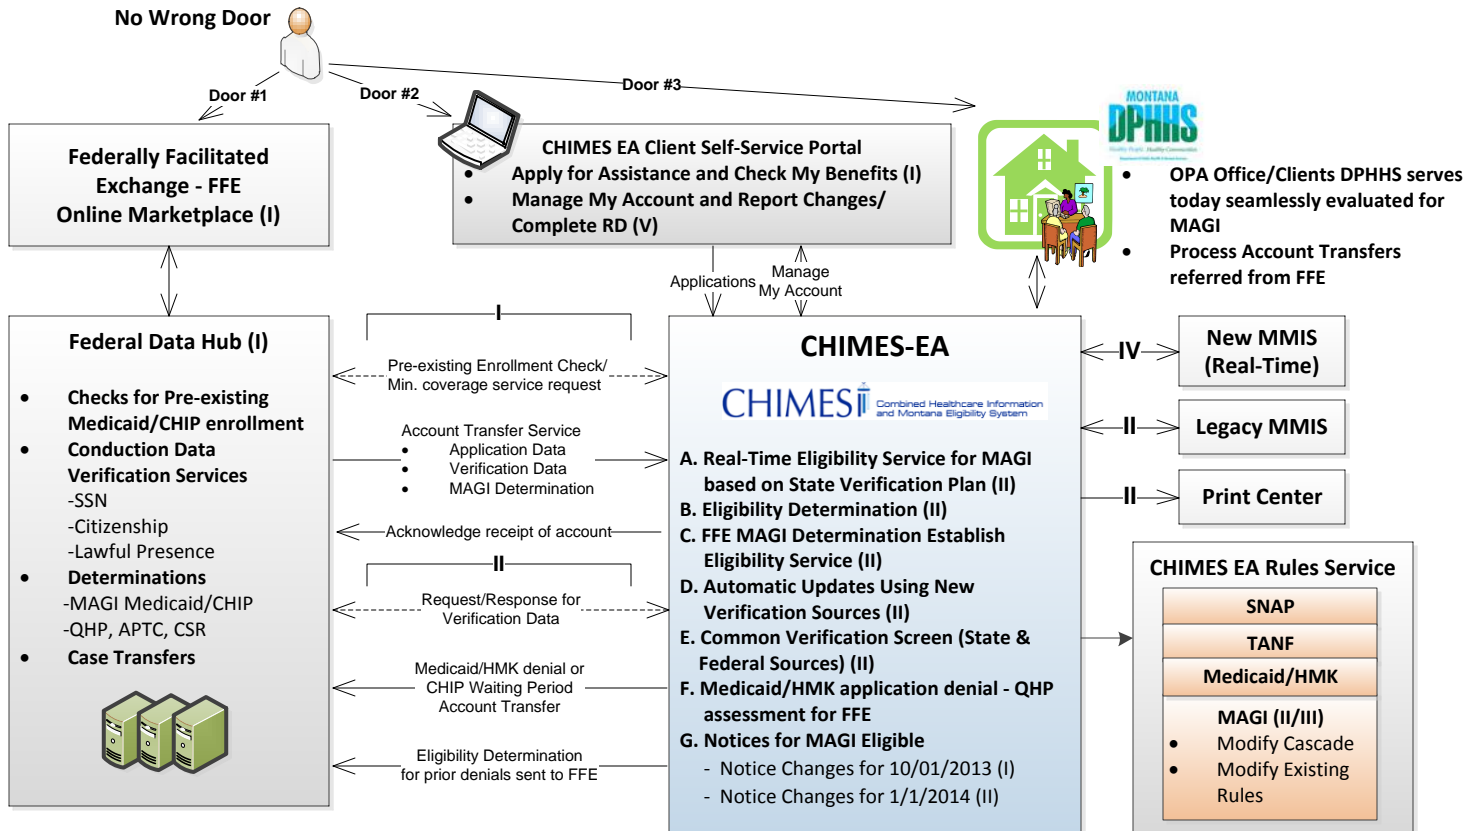 No Wrong Door
Door #1
Door #2
Door #3
Federally Facilitated
Exchange - FFE
Online Marketplace (I)
CHIMES EA Client Self-Service Portal
• Apply for Assistance and Check My Benefits (I)
• Manage My Account and Report Changes/
Complete RD (V)
MONTANA
DPHHS
Healthy People. Healthy Communities.
• OPA Office/Clients DPHHS serves
today seamlessly evaluated for
MAGI
• Process Account Transfers
referred from FFE
Applications
Manage
My Account
Federal Data Hub (I)
• Checks for Pre-existing
Medicaid/CHIP enrollment
• Conduction Data
Verification Services
-SSN
-Citizenship
-Lawful Presence
• Determinations
-MAGI Medicaid/CHIP
-QHP, APTC, CSR
• Case Transfers
I
Pre-existing Enrollment Check/
Min. coverage service request
Account Transfer Service
• Application Data
• Verification Data
• MAGI Determination
Acknowledge receipt of account
II
Request/Response for
Verification Data
Medicaid/HMK denial or
CHIP Waiting Period
Account Transfer
Eligibility Determination
for prior denials sent to FFE
CHIMES-EA
CHIMES Combined Healthcare Information
and Montana Eligibility System
A. Real-Time Eligibility Service for MAGI
based on State Verification Plan (II)
B. Eligibility Determination (II)
C. FFE MAGI Determination Establish
Eligibility Service (II)
D. Automatic Updates Using New
Verification Sources (II)
E. Common Verification Screen (State &
Federal Sources) (II)
F. Medicaid/HMK application denial - QHP
assessment for FFE
G. Notices for MAGI Eligible
- Notice Changes for 10/01/2013 (I)
- Notice Changes for 1/1/2014 (II)
IV
New MMIS
(Real-Time)
II
Legacy MMIS
II
Print Center
CHIMES EA Rules Service
SNAP
TANF
Medicaid/HMK
MAGI (II/III)
• Modify Cascade
• Modify Existing
Rules